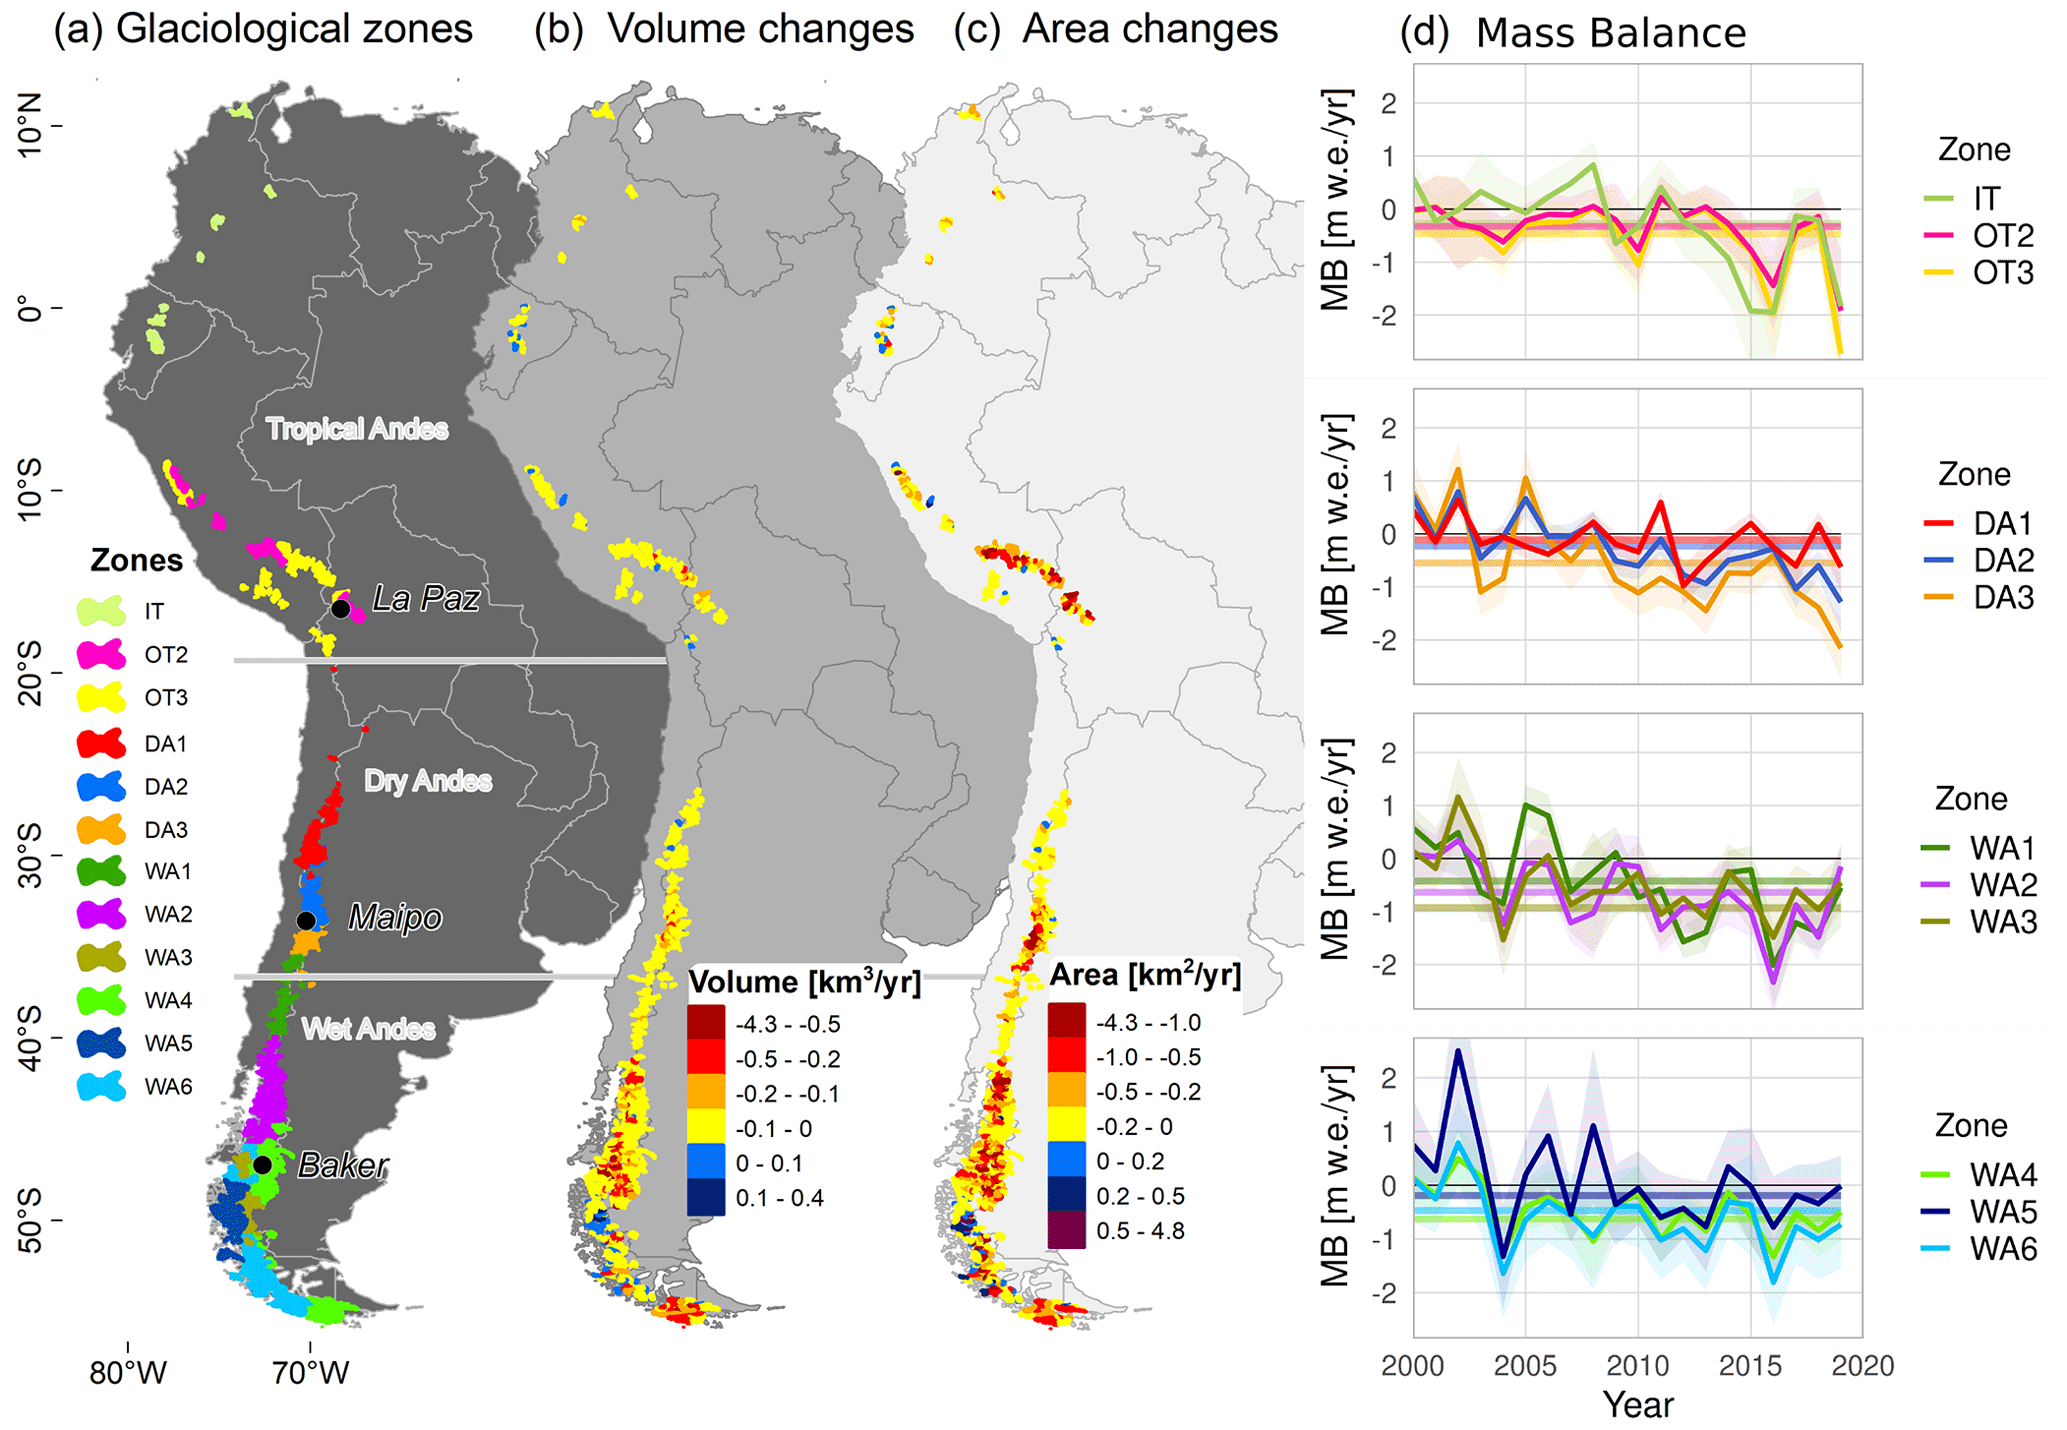 (a) Glaciological zones
(b) Volume changes
(c) Area changes
(d) Mass Balance
10°N
0°
10°S
20°S
30°S
40°S
50°S
80°W
70°W
Tropical Andes
La Paz
Dry Andes
Maipo
Wet Andes
Baker
Zones
IT
OT2
OT3
DA1
DA2
DA3
WA1
WA2
WA3
WA4
WA5
WA6
Volume [km³/yr]
-4.3 - -0.5
-0.5 - -0.2
-0.2 - -0.1
-0.1 - 0
0 - 0.1
0.1 - 0.4
Area [km²/yr]
-4.3 - -1.0
-1.0 - -0.5
-0.5 - -0.2
-0.2 - 0
0 - 0.2
0.2 - 0.5
0.5 - 4.8
MB [m w.e./yr]
2
1
0
-1
-2
Zone
IT
OT2
OT3
MB [m w.e./yr]
2
1
0
-1
-2
Zone
DA1
DA2
DA3
MB [m w.e./yr]
2
1
0
-1
-2
Zone
WA1
WA2
WA3
MB [m w.e./yr]
2
1
0
-1
-2
Zone
WA4
WA5
WA6
2000 2005 2010 2015 2020
Year